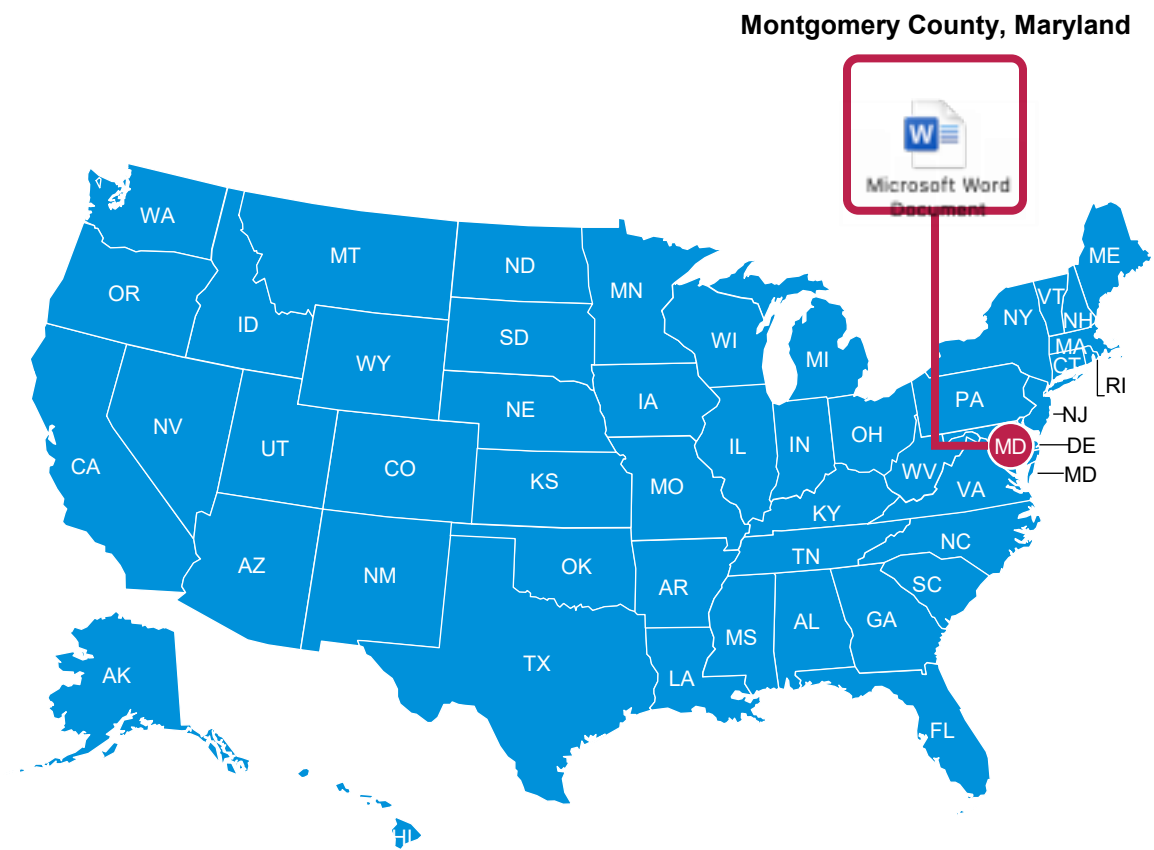 Montgomery County, Maryland
W
Microsoft Word
Document
WA
MT
ME
ND
OR
MN
VT
ID
NY
NH
SD
WI
MA
WY
MI
CT
RI
IA
PA
NE
NJ
NV
OH
UT
IL
IN
MD
DE
CA
CO
WV
MD
KS
MO
VA
KY
NC
TN
AZ
OK
NM
AR
SC
AL
GA
MS
TX
LA
AK
FL
HI